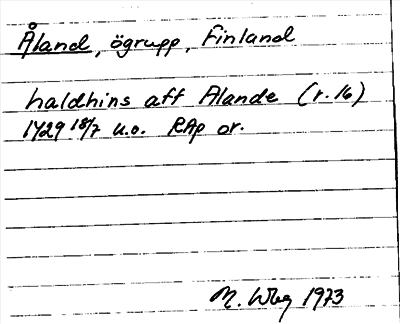 Åland, ögrupp, Finland
haldhins aff Alande (r. 16)
1429 18/7 u.o. RAp or.
M. Wbg 1973